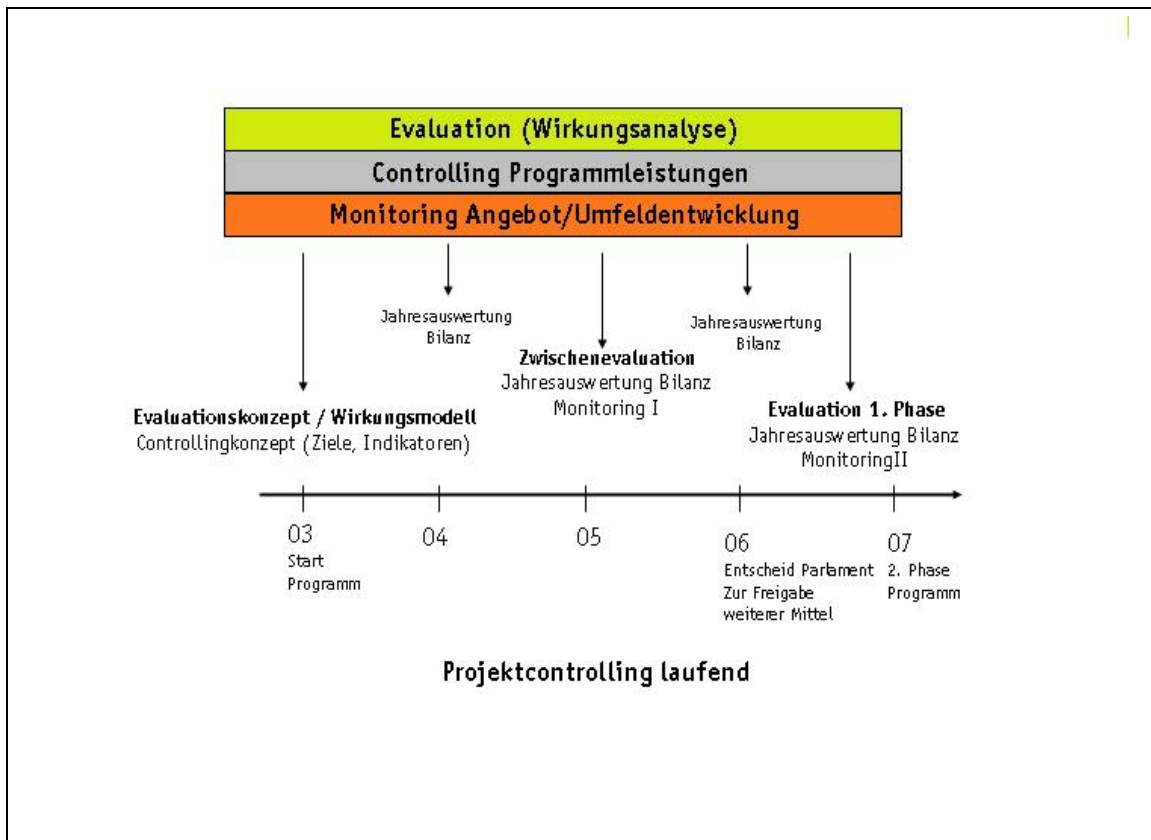 Evaluation (Wirkungsanalyse)
Controlling Programmleistungen
Monitoring Angebot/Umfeldentwicklung
Jahresauswertung
Bilanz
Jahresauswertung
Bilanz
Zwischenevaluation
Jahresauswertung Bilanz
Monitoring I
Evaluationskonzept / Wirkungsmodell
Controllingkonzept (Ziele, Indikatoren)
Evaluation 1. Phase
Jahresauswertung Bilanz
MonitoringII
03
Start
Programm
04
05
06
Entscheid Parlament
Zur Freigabe
weiterer Mittel
07
2. Phase
Programm
Projektcontrolling laufend